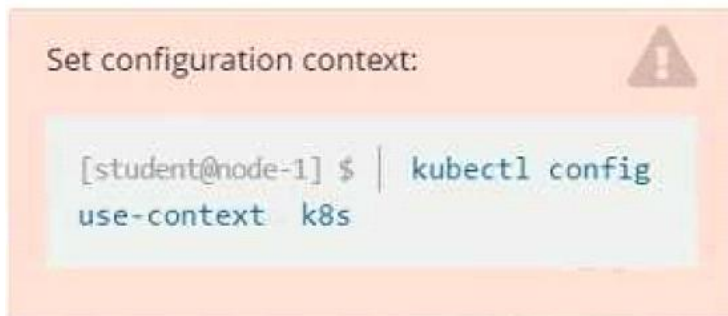 Set configuration context:
[student@node-1] $ | kubectl config
use-context k8s